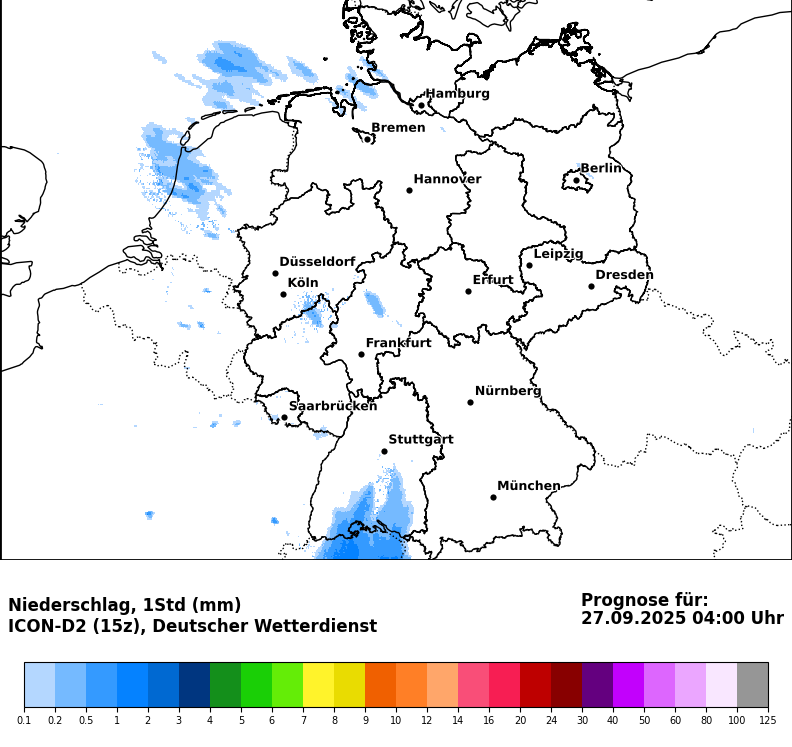 Hamburg
Bremen
Berlin
Hannover
Düsseldorf
Leipzig
Köln
Erfurt
Dresden
Frankfurt
Nürnberg
Saarbrücken
Stuttgart
München
Niederschlag, 1Std (mm)
ICON-D2 (15z), Deutscher Wetterdienst
Prognose für:
27.09.2025 04:00 Uhr
0.1 0.2 0.5 1 2 3 4 5 6 7 8 9 10 12 14 16 20 24 30 40 50 60 80 100 125